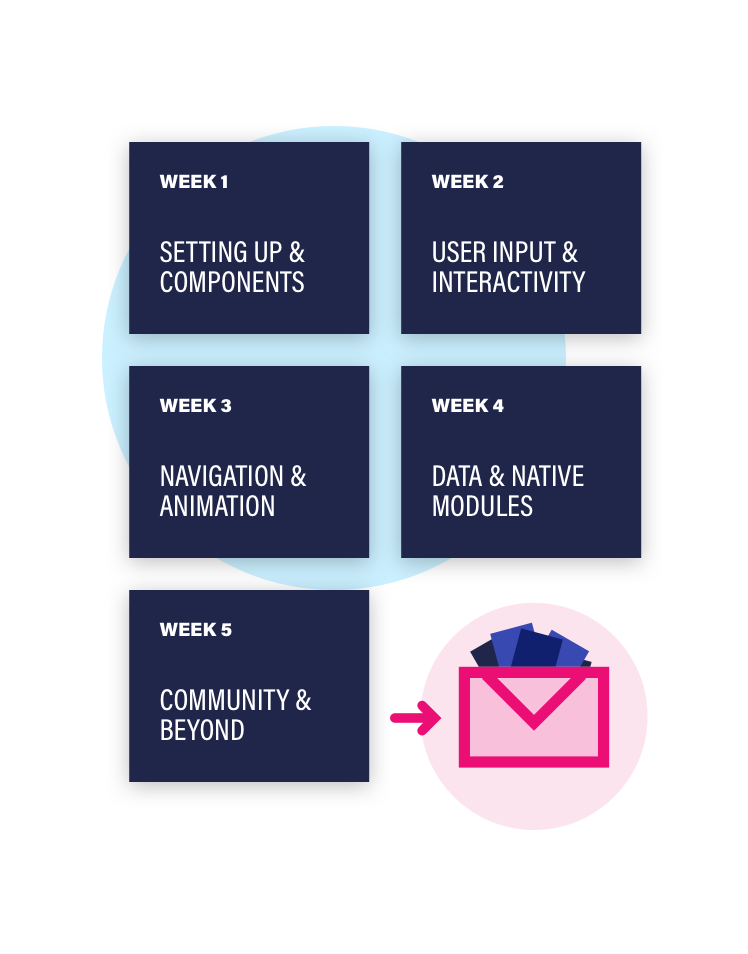 WEEK 1
SETTING UP &
COMPONENTS
WEEK 2
USER INPUT &
INTERACTIVITY
WEEK 3
NAVIGATION &
ANIMATION
WEEK 4
DATA & NATIVE
MODULES
WEEK 5
COMMUNITY &
BEYOND